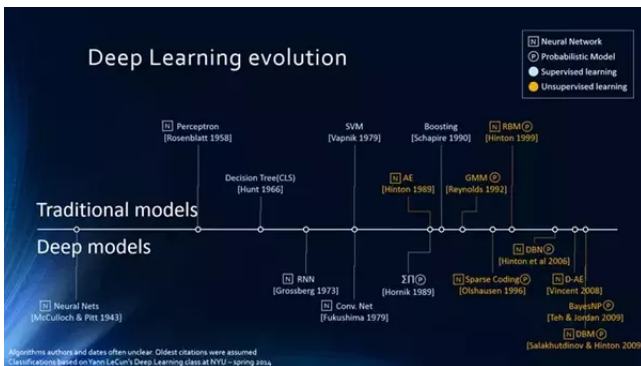 Deep Learning evolution
N Neural Network
P Probabilistic Model
Supervised learning
Unsupervised learning
N Perceptron
[Rosenblatt 1958]
SVM
[Vapnik 1979]
Boosting
[Schapire 1990]
N RBM P
[Hinton 1999]
Decision Tree(CLS)
[Hunt 1966]
N AE
[Hinton 1989]
GMM P
[Reynolds 1992]
Traditional models
Deep models
N DBN P
[Hinton et al 2006]
N RNN
[Grossberg 1973]
ΣΠ P
[Hornik 1989]
N Sparse Coding P
[Olshausen 1996]
N D-AE
[Vincent 2008]
N Neural Nets
[McCulloch & Pitt 1943]
N Conv. Net
[Fukushima 1979]
BayesNP P
[Teh & Jordan 2009]
N DBM P
[Salakhutdinov & Hinton 2009
Algorithms authors and dates often unclear. Oldest citations were assumed
Classifications based on Yann LeCun's Deep Learning class at NYU – spring 2014